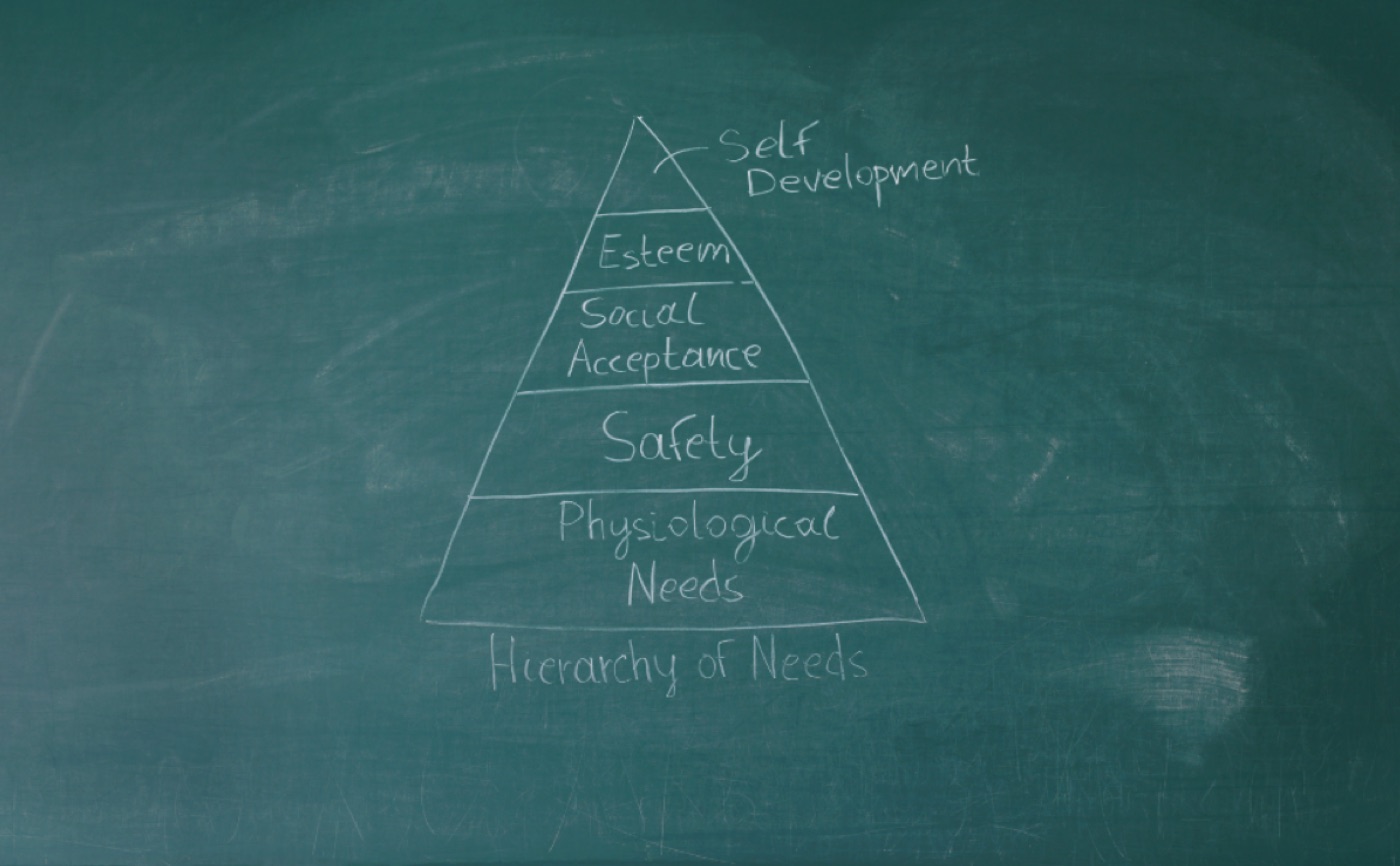 Self
Development
Esteem
Social
Acceptance
Safety
Physiological
Needs
Hierarchy of Needs